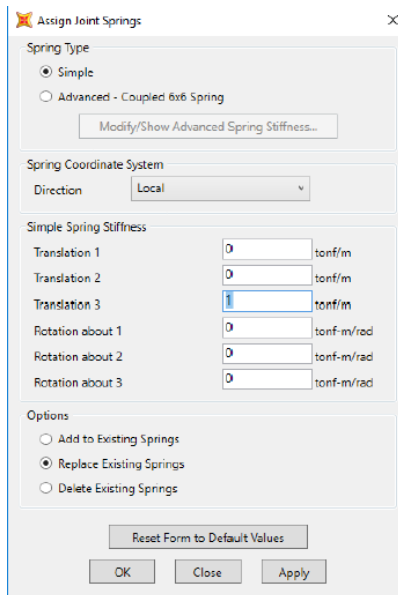 Assign Joint Springs
Spring Type
Simple
Advanced - Coupled 6x6 Spring
Modify/Show Advanced Spring Stiffness...
Spring Coordinate System
Direction Local
Simple Spring Stiffness
Translation 1 0 tonf/m
Translation 2 0 tonf/m
Translation 3 1 tonf/m
Rotation about 1 0 tonf-m/rad
Rotation about 2 0 tonf-m/rad
Rotation about 3 0 tonf-m/rad
Options
Add to Existing Springs
Replace Existing Springs
Delete Existing Springs
Reset Form to Default Values
OK Close Apply